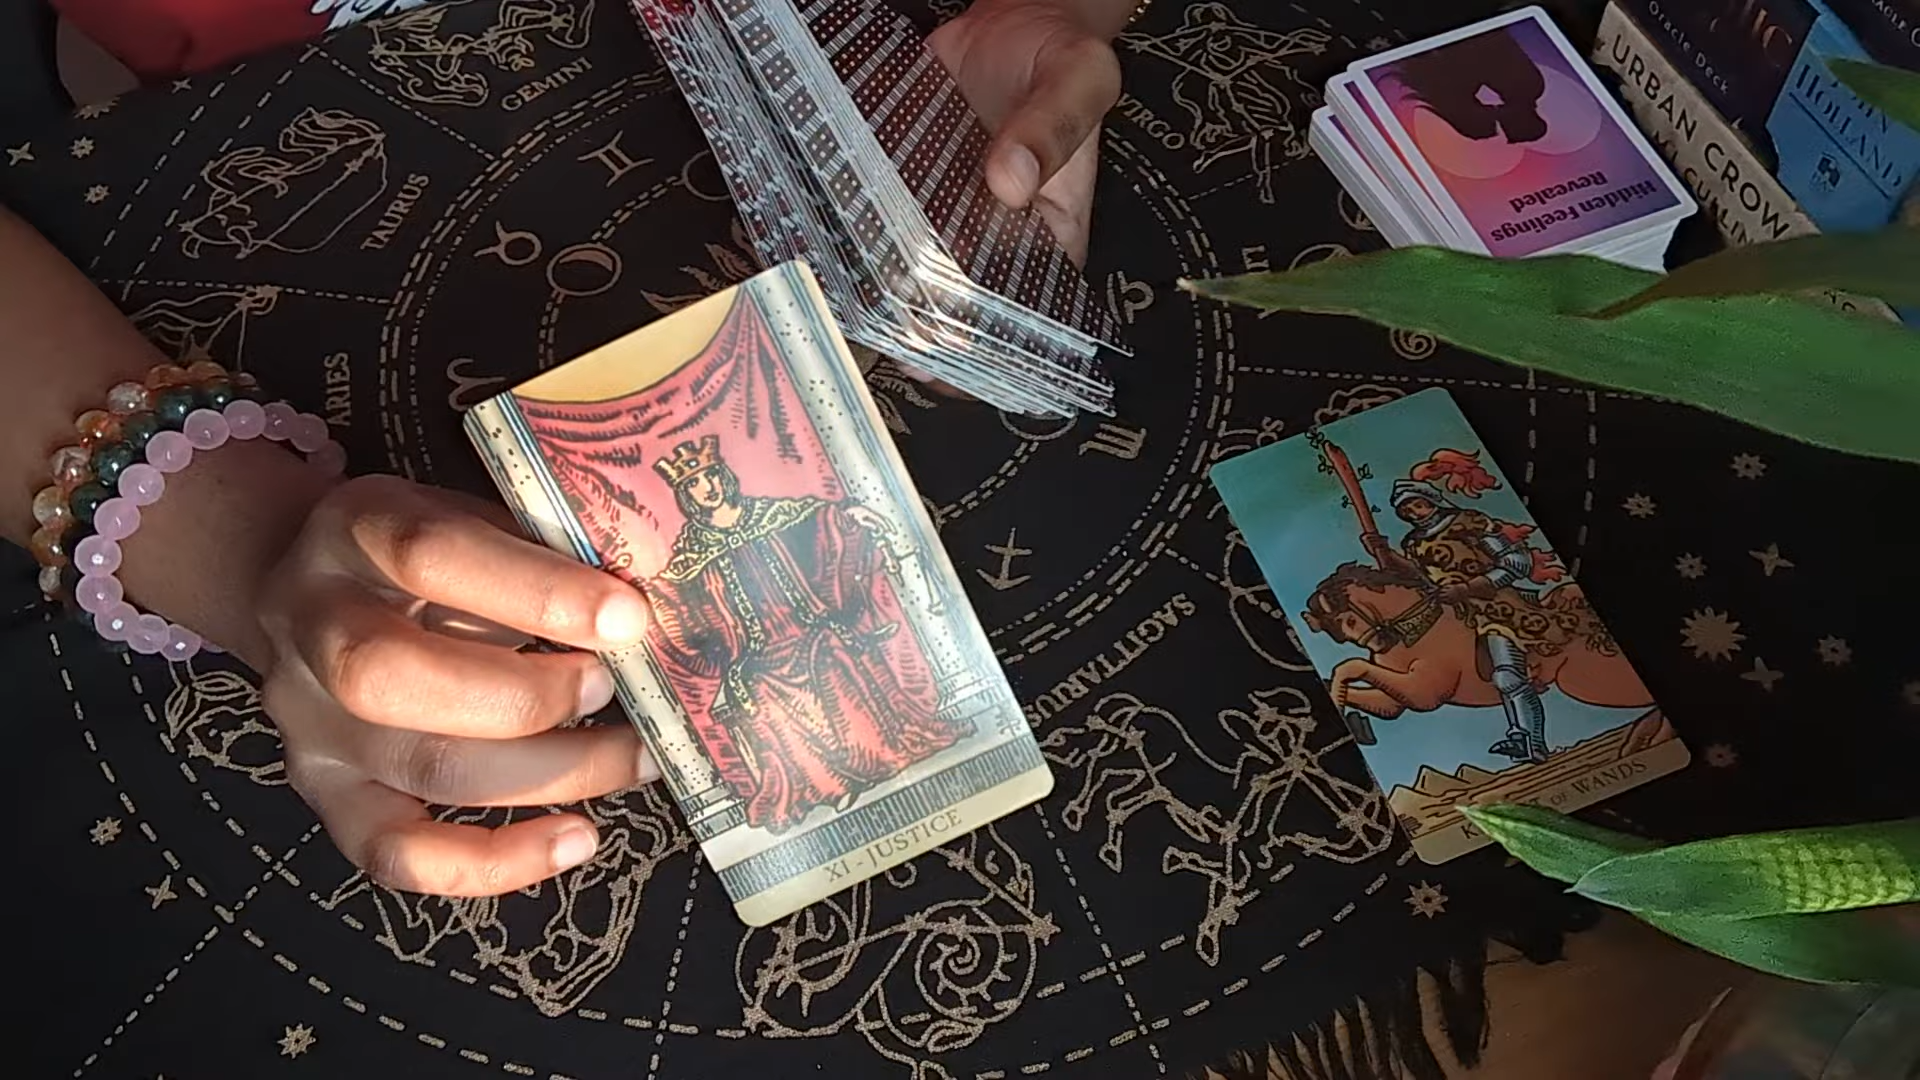 GEMINI
TAURUS
ARIES
VIRGO
SAGITTARIUS
Hidden Feelings
Revealed
Oracle Deck
URBAN CROW
HOLLAND
XI - JUSTICE
OF WANDS